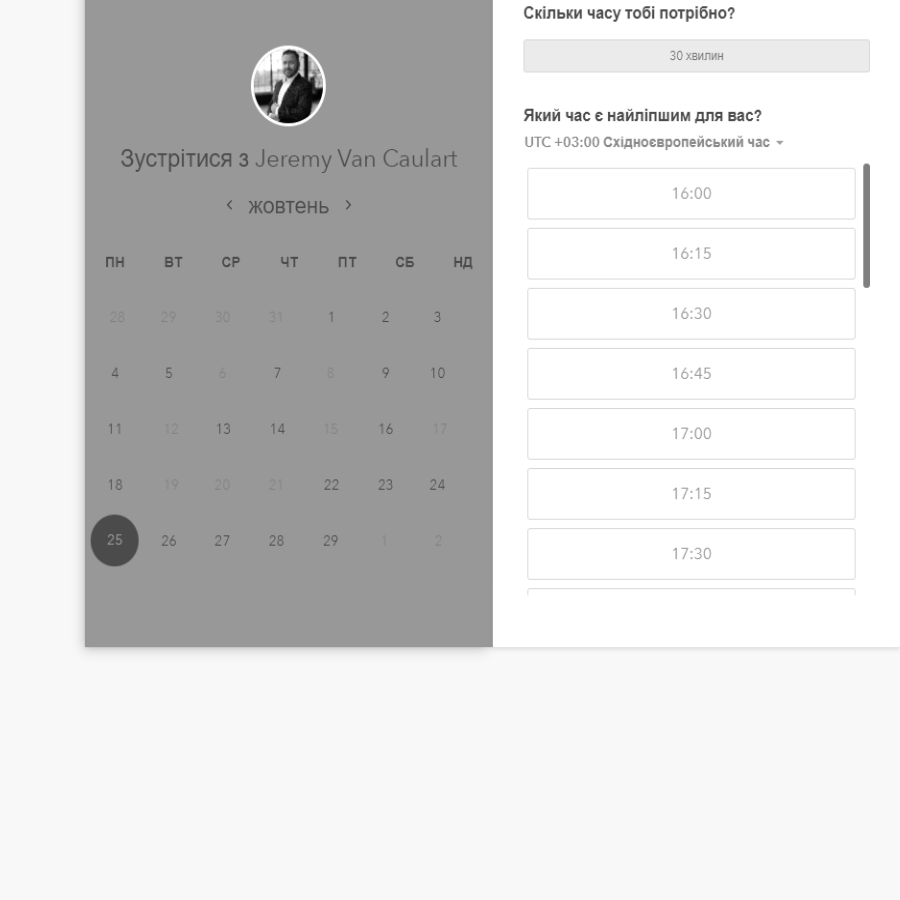 Зустрітися з Jeremy Van Caulart
жовтень
ПН ВТ СР ЧТ ПТ СБ НД
28 29 30 31 1 2 3
4 5 6 7 8 9 10
11 12 13 14 15 16 17
18 19 20 21 22 23 24
25 26 27 28 29 1 2
Скільки часу тобі потрібно?
30 хвилин
Який час є найліпшим для вас?
UTC +03:00 Східноєвропейський час
16:00
16:15
16:30
16:45
17:00
17:15
17:30